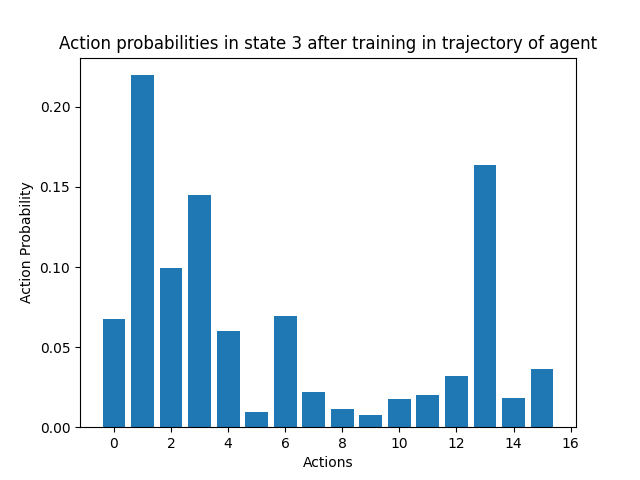 Action probabilities in state 3 after training in trajectory of agent
0.20
0.15
0.10
0.05
0.00
Action Probability
0 2 4 6 8 10 12 14 16
Actions